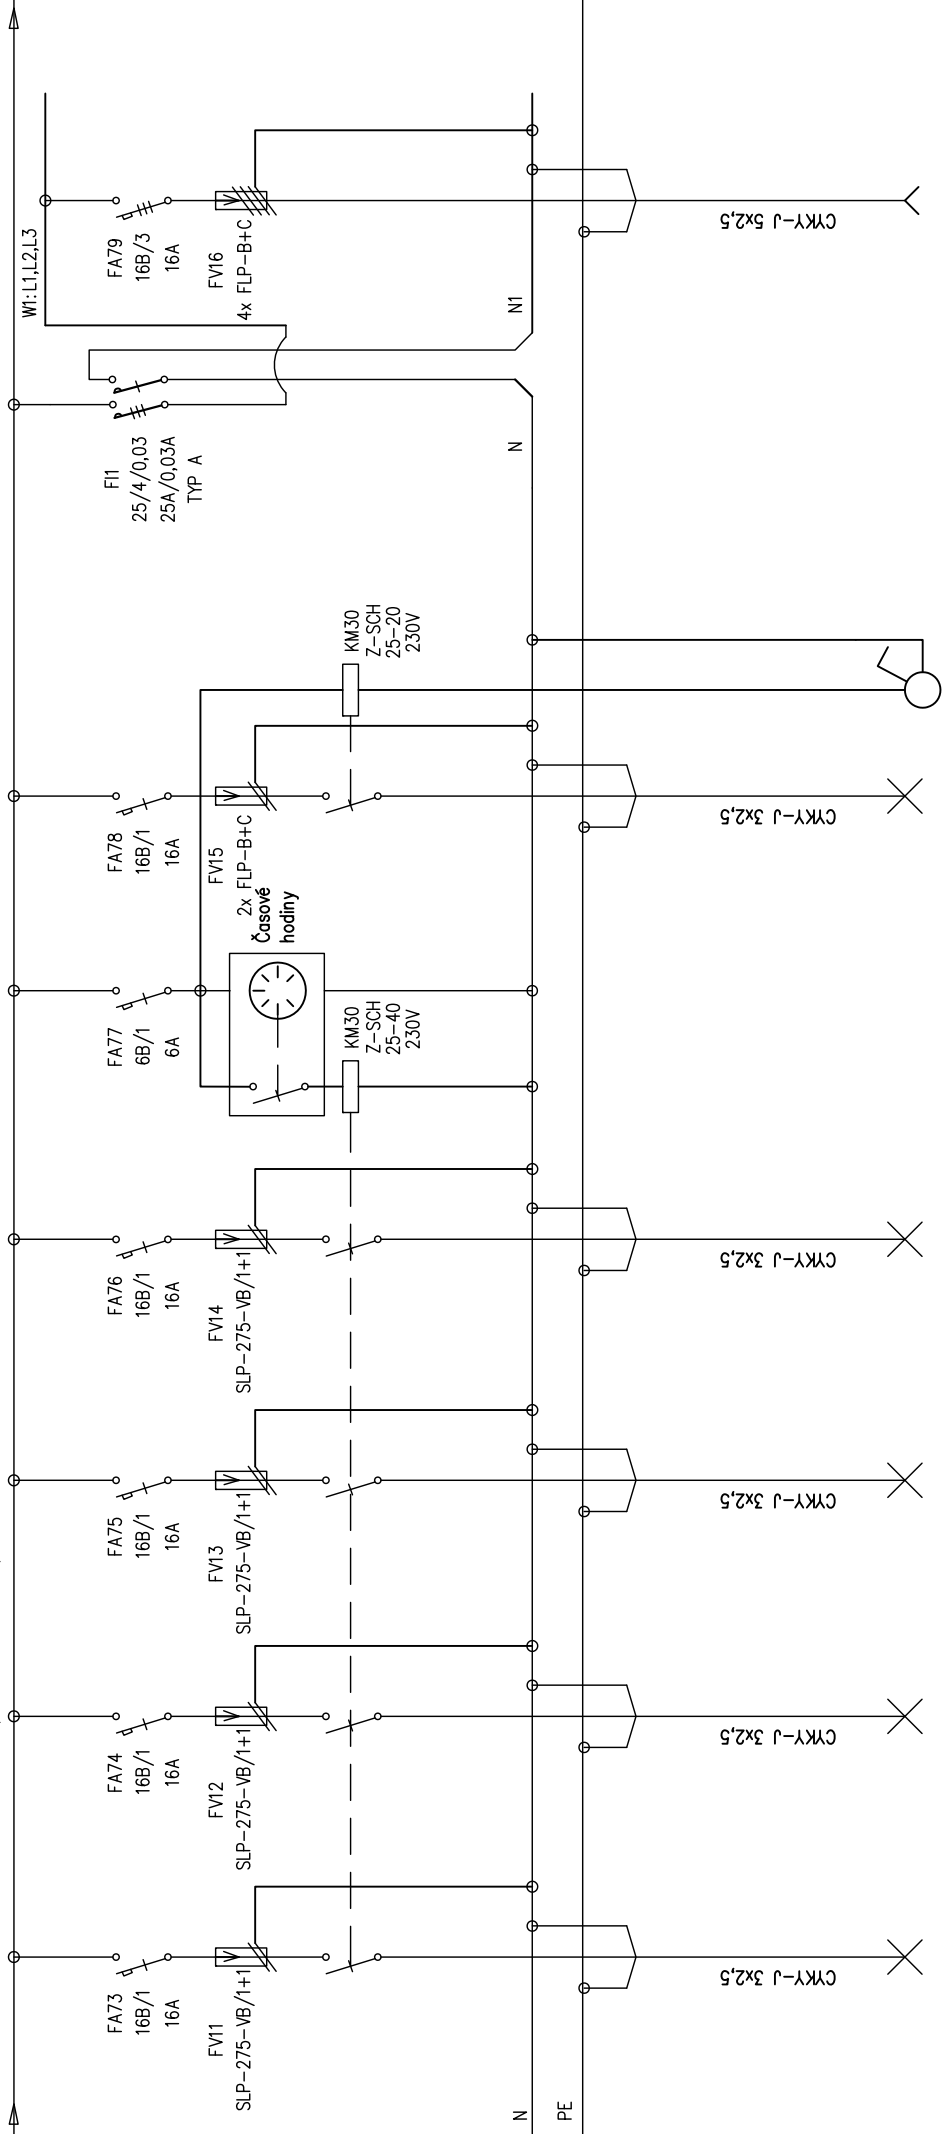 FA73
16B/1
16A
FV11
SLP-275-VB/1+1
CYKY-J 3x2,5
FA74
16B/1
16A
FV12
SLP-275-VB/1+1
CYKY-J 3x2,5
FA75
16B/1
16A
FV13
SLP-275-VB/1+1
CYKY-J 3x2,5
FA76
16B/1
16A
FV14
SLP-275-VB/1+1
CYKY-J 3x2,5
FA77
6B/1
6A
Časové
hodiny
KM30
Z-SCH
25-40
230V
FA78
16B/1
16A
FV15
2x FLP-B+C
CYKY-J 3x2,5
KM30
Z-SCH
25-20
230V
FI1
25/4/0,03
25A/0,03A
TYP A
W1:L1,L2,L3
FA79
16B/3
16A
FV16
4x FLP-B+C
CYKY-J 5x2,5
N
N1
N
PE